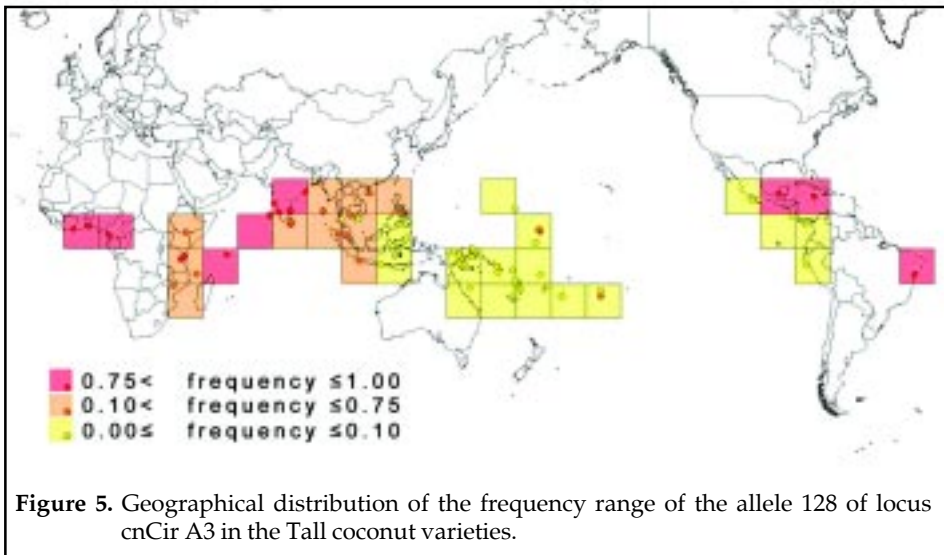 0.75< frequency ≤1.00
0.10< frequency ≤0.75
0.00≤ frequency ≤0.10
Figure 5. Geographical distribution of the frequency range of the allele 128 of locus
cnCir A3 in the Tall coconut varieties.